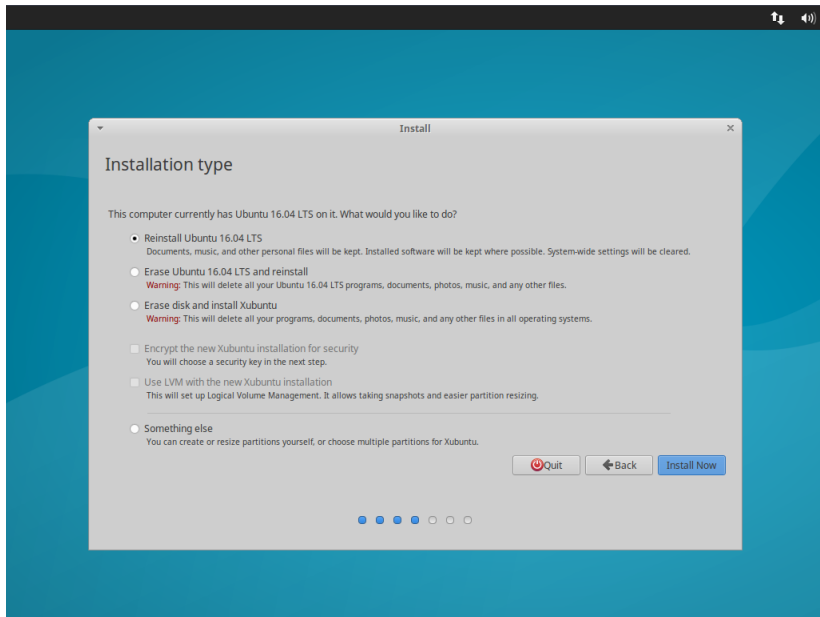 Install
Installation type
This computer currently has Ubuntu 16.04 LTS on it. What would you like to do?
Reinstall Ubuntu 16.04 LTS
Documents, music, and other personal files will be kept. Installed software will be kept where possible. System-wide settings will be cleared.
Erase Ubuntu 16.04 LTS and reinstall
Warning: This will delete all your Ubuntu 16.04 LTS programs, documents, photos, music, and any other files.
Erase disk and install Xubuntu
Warning: This will delete all your programs, documents, photos, music, and any other files in all operating systems.
Encrypt the new Xubuntu installation for security
You will choose a security key in the next step.
Use LVM with the new Xubuntu installation
This will set up Logical Volume Management. It allows taking snapshots and easier partition resizing.
Something else
You can create or resize partitions yourself, or choose multiple partitions for Xubuntu.
Quit Back Install Now